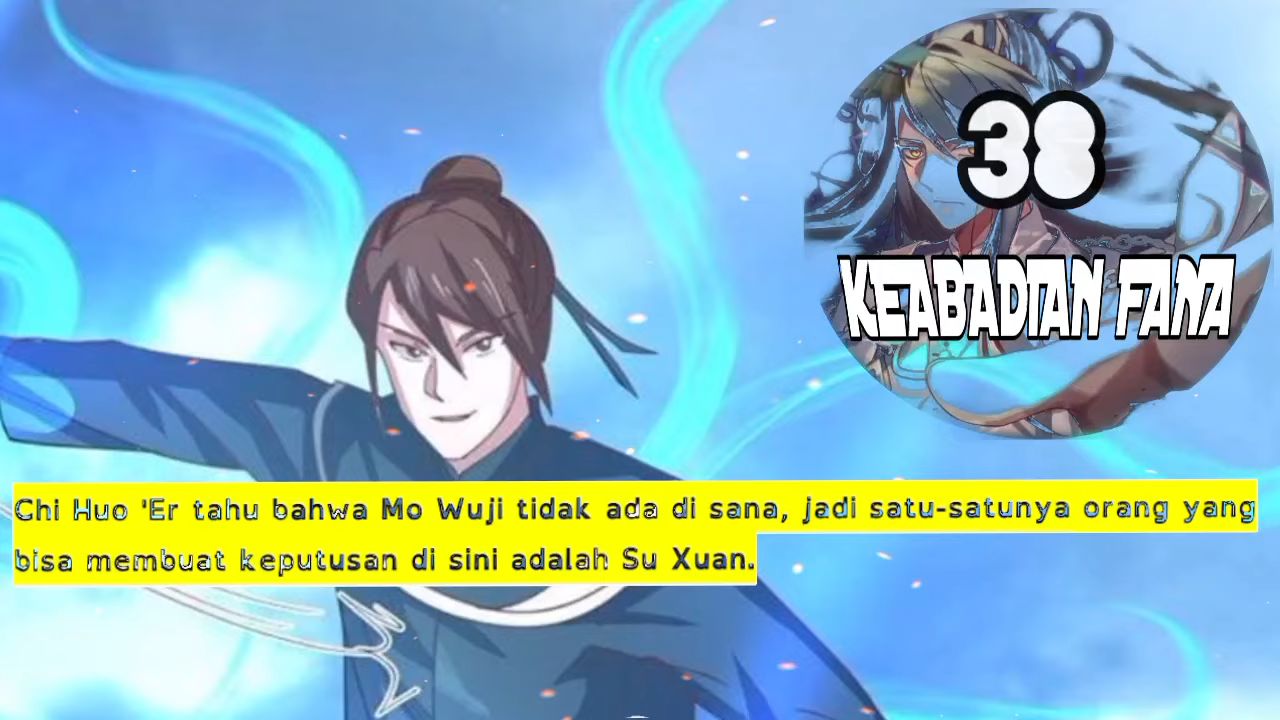 38
KEABADIAN FANA
Chi Huo 'Er tahu bahwa Mo Wuji tidak ada di sana, jadi satu-satunya orang yang
bisa membuat keputusan di sini adalah Su Xuan.